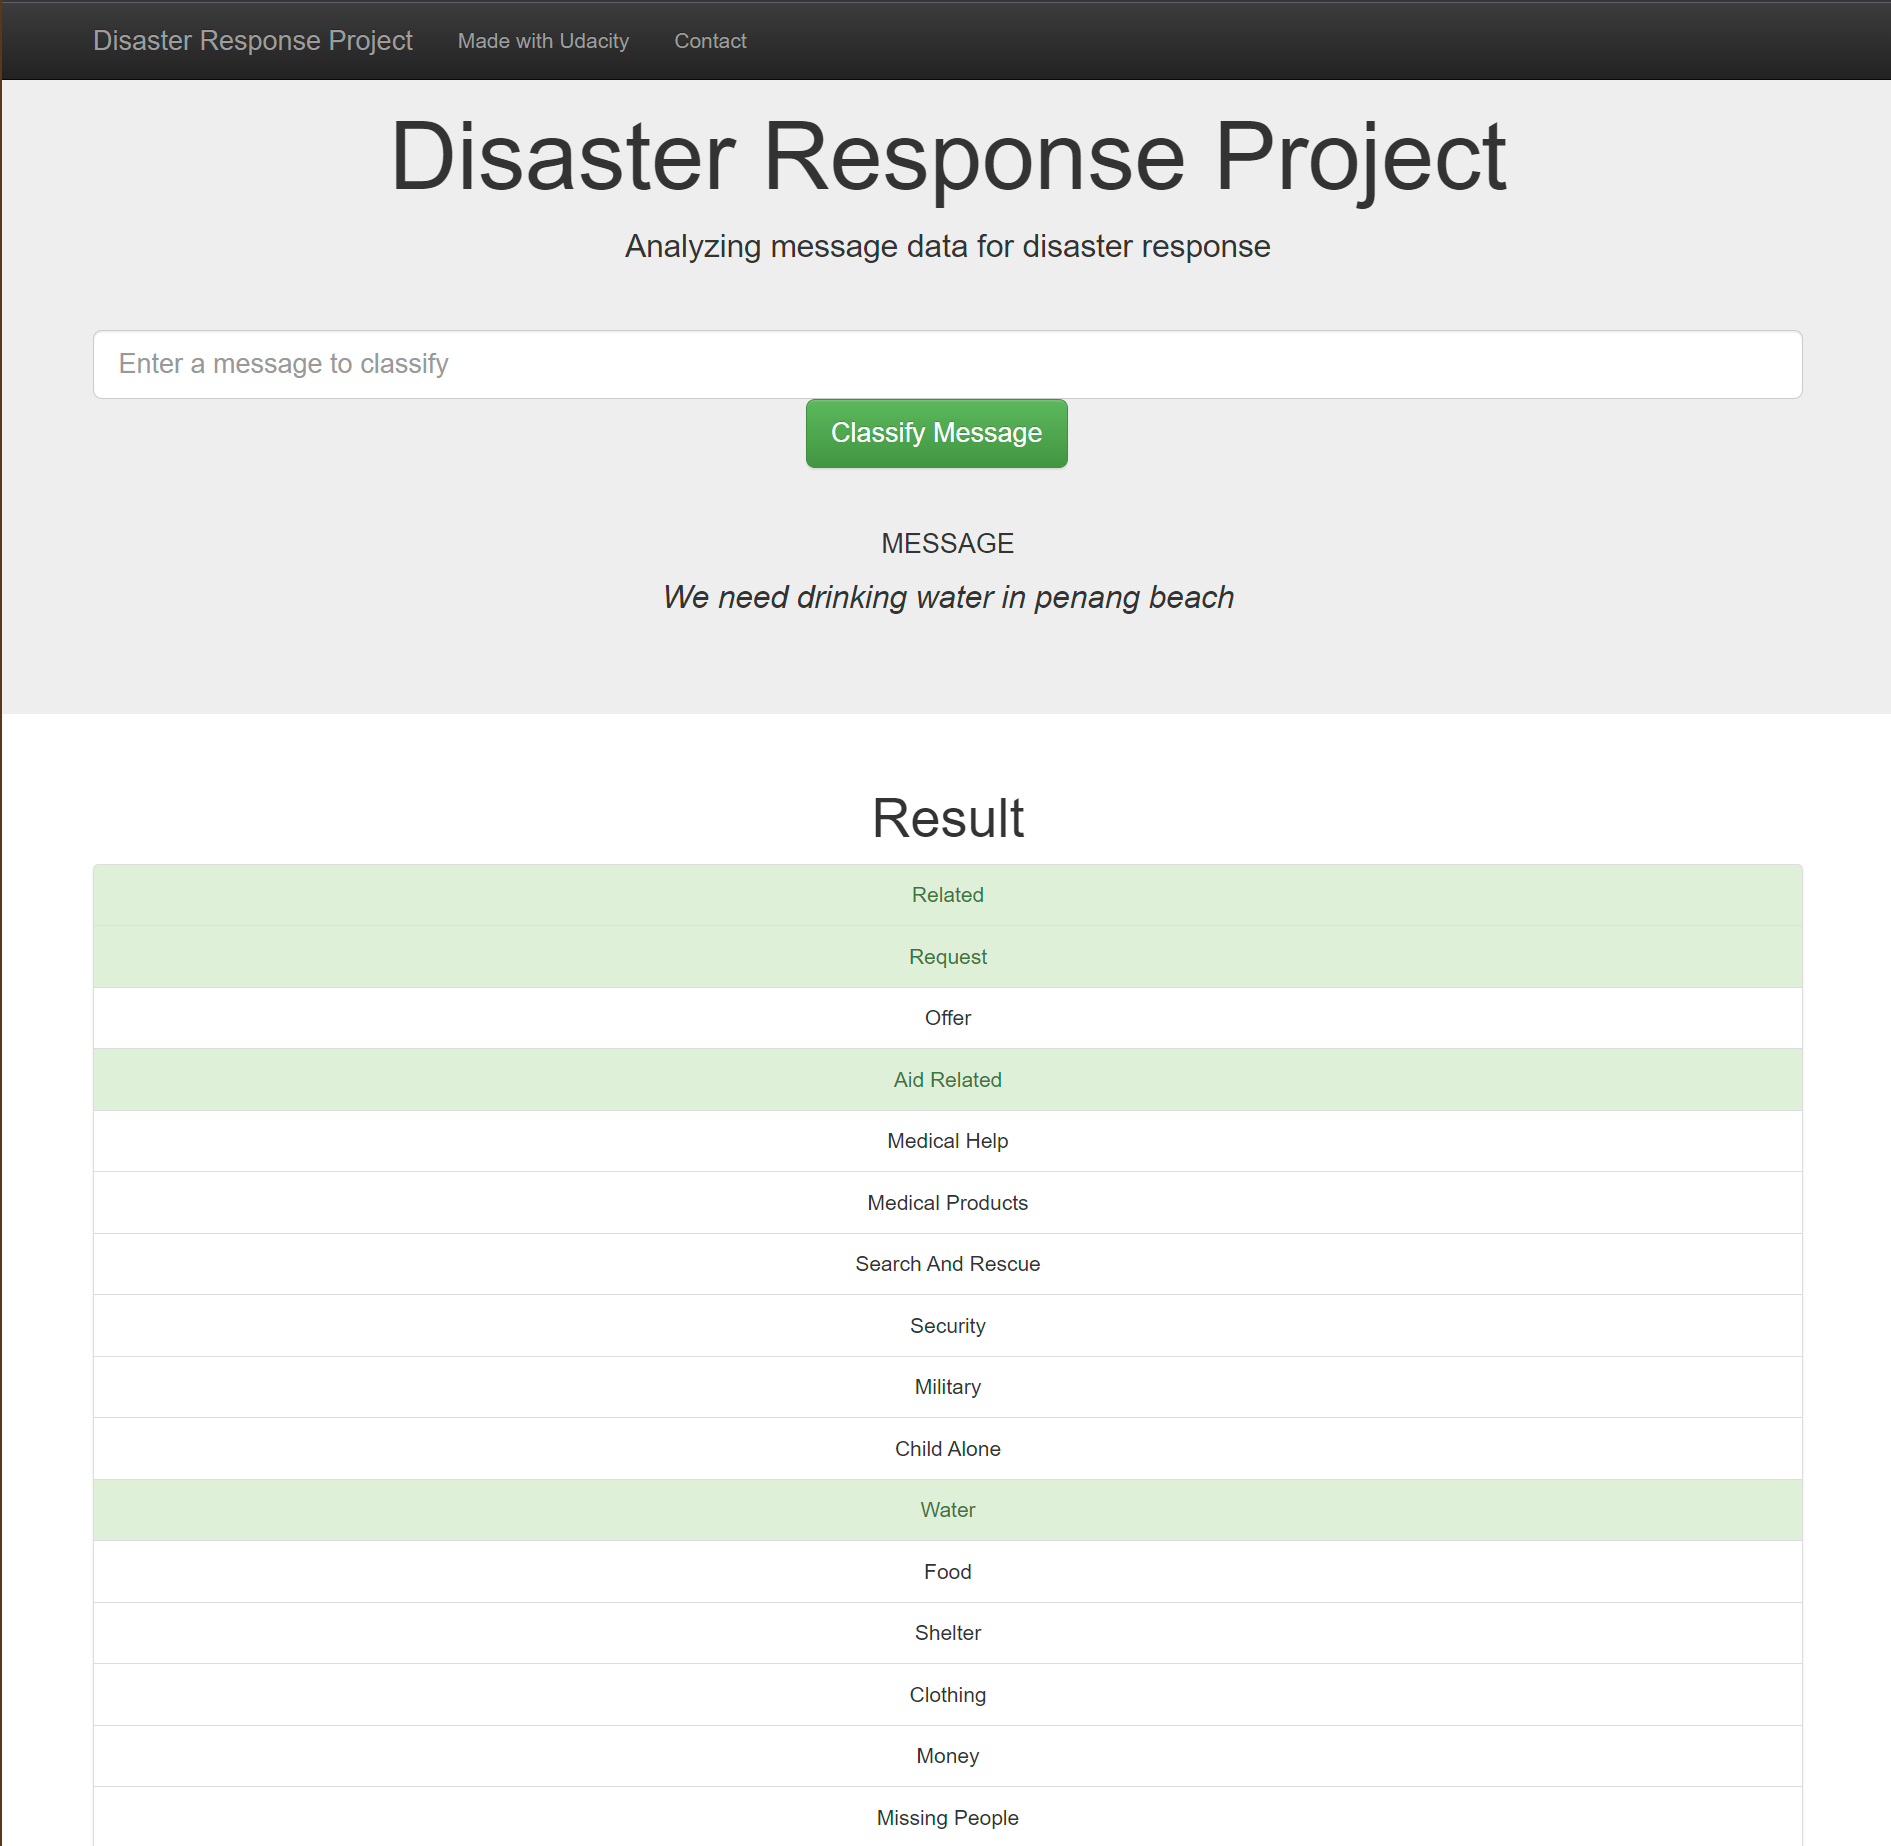 Disaster Response Project Made with Udacity Contact
Disaster Response Project
Analyzing message data for disaster response
Enter a message to classify
Classify Message
MESSAGE
We need drinking water in penang beach
Result
Related
Request
Offer
Aid Related
Medical Help
Medical Products
Search And Rescue
Security
Military
Child Alone
Water
Food
Shelter
Clothing
Money
Missing People